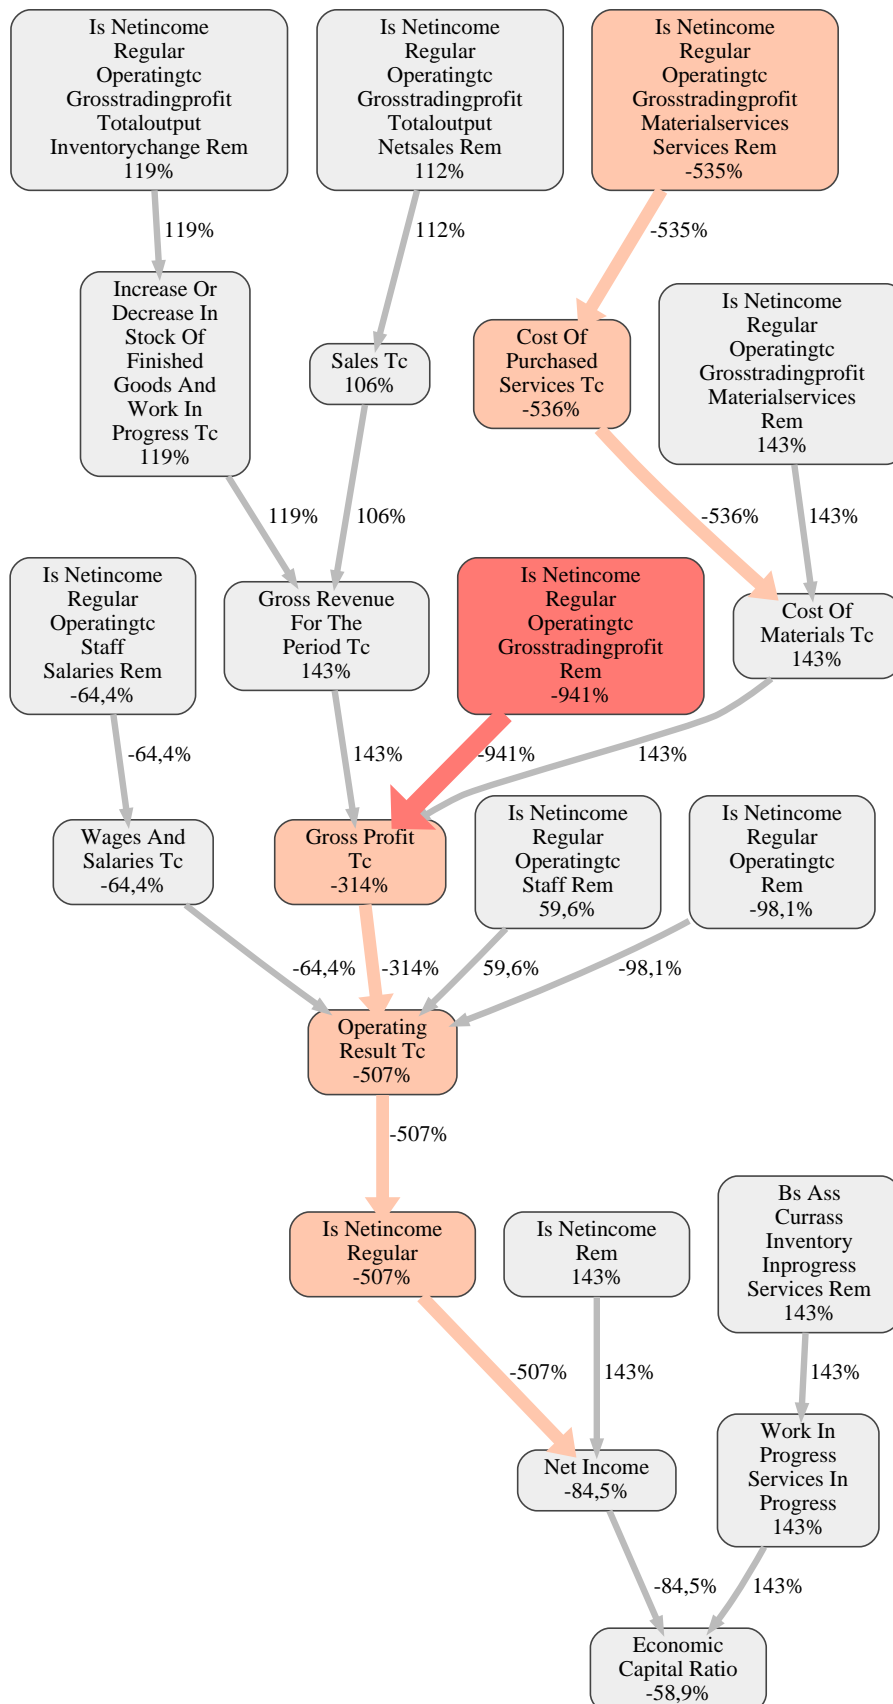 Is Netincome
Regular
Operatingtc
Grosstradingprofit
Totaloutput
Inventorychange Rem
119%
Is Netincome
Regular
Operatingtc
Grosstradingprofit
Totaloutput
Netsales Rem
112%
Is Netincome
Regular
Operatingtc
Grosstradingprofit
Materialservices
Services Rem
-535%
119%
112%
-535%
Increase Or
Decrease In
Stock Of
Finished
Goods And
Work In
Progress Tc
119%
Sales Tc
106%
Cost Of
Purchased
Services Tc
-536%
Is Netincome
Regular
Operatingtc
Grosstradingprofit
Materialservices
Rem
143%
119%
106%
-536%
143%
Is Netincome
Regular
Operatingtc
Staff
Salaries Rem
-64,4%
Gross Revenue
For The
Period Tc
143%
Is Netincome
Regular
Operatingtc
Grosstradingprofit
Rem
-941%
Cost Of
Materials Tc
143%
-64,4%
143%
-941%
143%
Wages And
Salaries Tc
-64,4%
Gross Profit
Tc
-314%
Is Netincome
Regular
Operatingtc
Staff Rem
59,6%
Is Netincome
Regular
Operatingtc
Rem
-98,1%
-64,4%
-314%
59,6%
-98,1%
Operating
Result Tc
-507%
-507%
Is Netincome
Regular
-507%
Is Netincome
Rem
143%
Bs Ass
Currass
Inventory
Inprogress
Services Rem
143%
-507%
143%
143%
Net Income
-84,5%
Work In
Progress
Services In
Progress
143%
-84,5%
143%
Economic
Capital Ratio
-58,9%